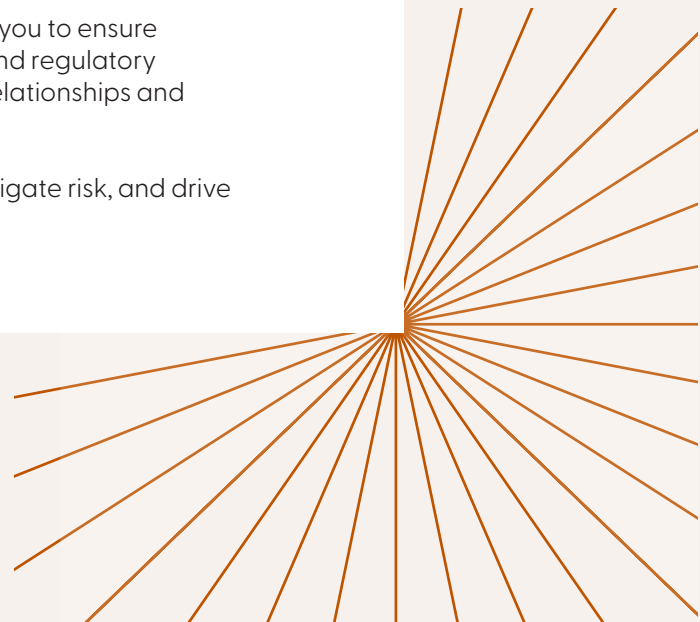 you to ensure
nd regulatory
elationships and
igate risk, and drive